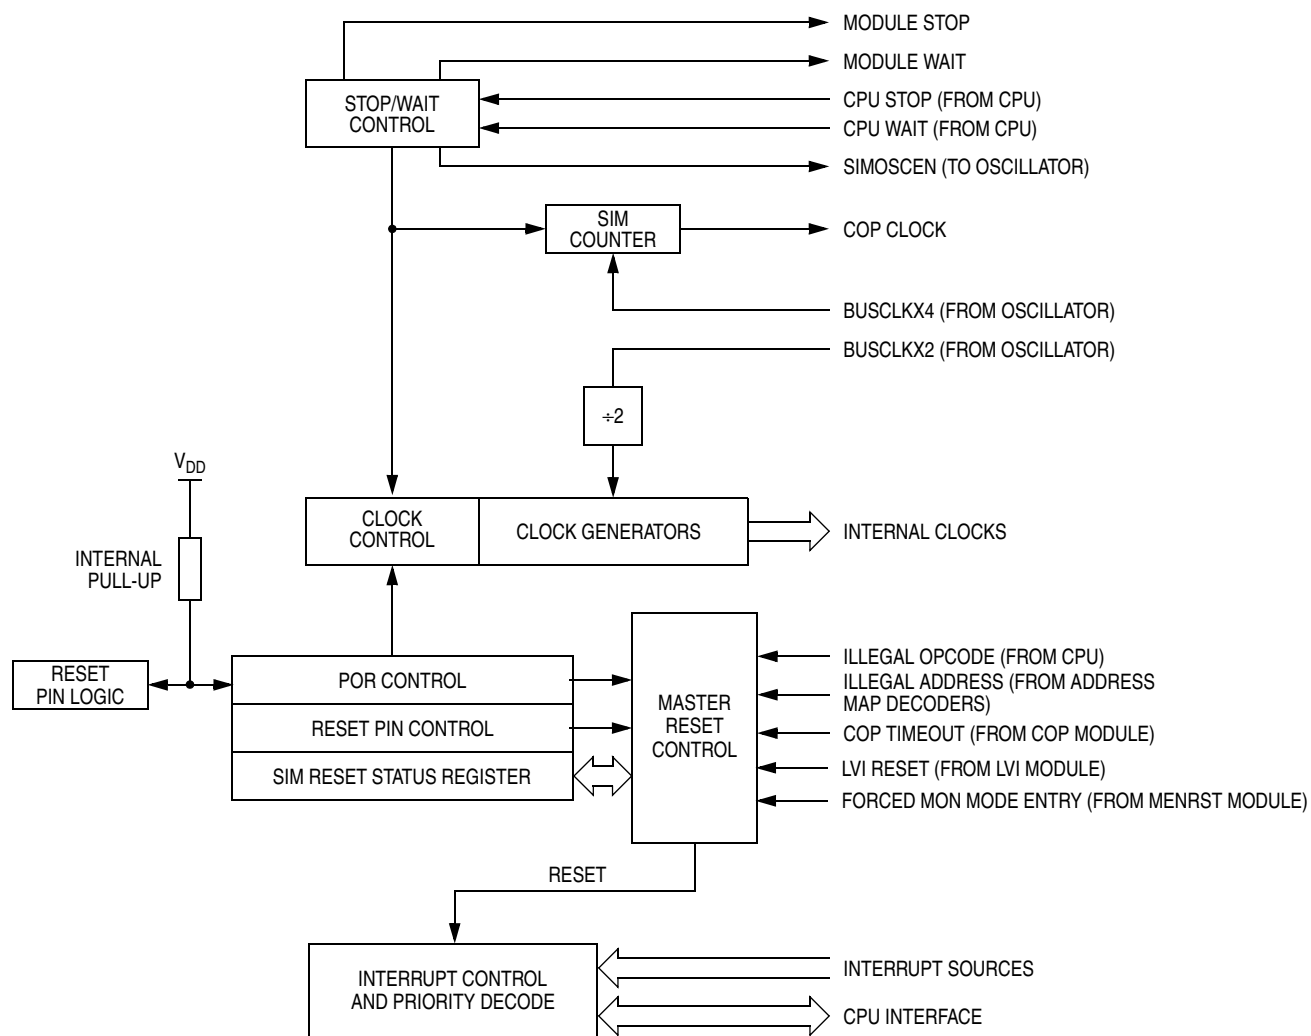 MODULE STOP
MODULE WAIT
STOP/WAIT
CONTROL
CPU STOP (FROM CPU)
CPU WAIT (FROM CPU)
SIMOSCEN (TO OSCILLATOR)
SIM
COUNTER
COP CLOCK
BUSCLKX4 (FROM OSCILLATOR)
BUSCLKX2 (FROM OSCILLATOR)
÷2
VDD
CLOCK
CONTROL
CLOCK GENERATORS
INTERNAL CLOCKS
INTERNAL
PULL-UP
RESET
PIN LOGIC
POR CONTROL
RESET PIN CONTROL
SIM RESET STATUS REGISTER
MASTER
RESET
CONTROL
ILLEGAL OPCODE (FROM CPU)
ILLEGAL ADDRESS (FROM ADDRESS
MAP DECODERS)
COP TIMEOUT (FROM COP MODULE)
LVI RESET (FROM LVI MODULE)
FORCED MON MODE ENTRY (FROM MENRST MODULE)
RESET
INTERRUPT CONTROL
AND PRIORITY DECODE
INTERRUPT SOURCES
CPU INTERFACE